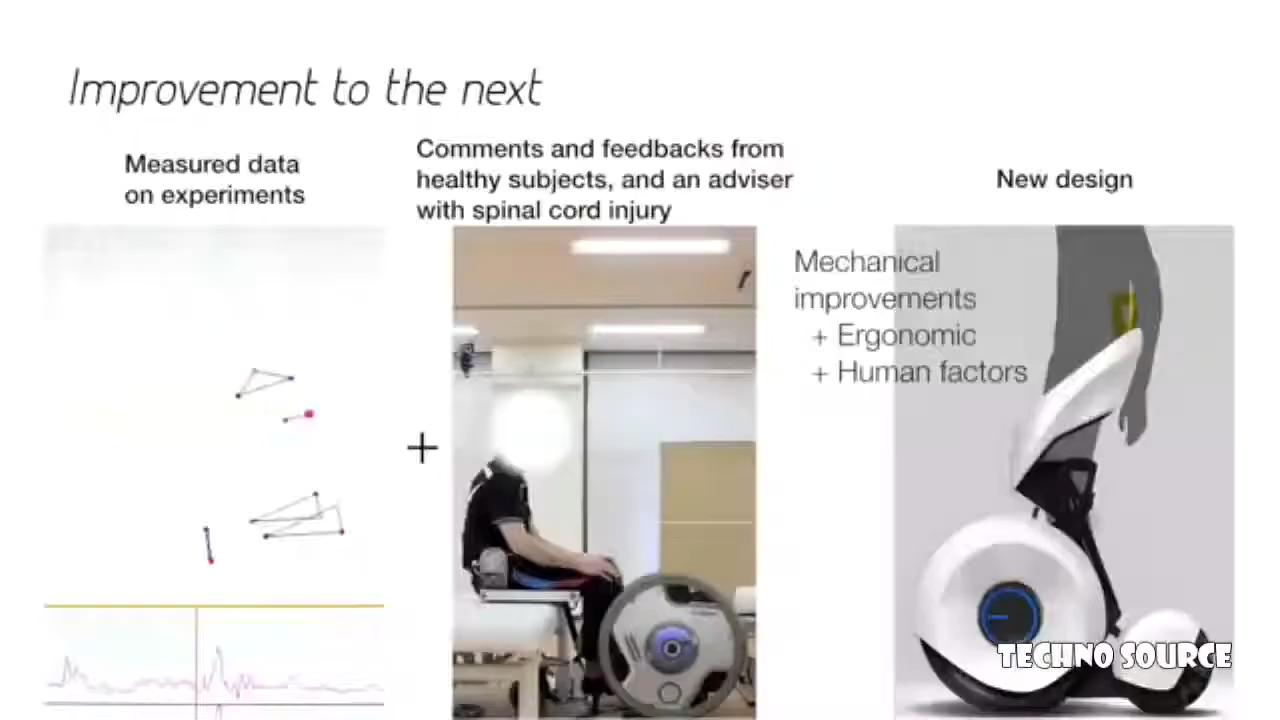 Improvement to the next
Measured data
on experiments
Comments and feedbacks from
healthy subjects, and an adviser
with spinal cord injury
New design
+
Mechanical
improvements
+ Ergonomic
+ Human factors
TECHNO SOURCE